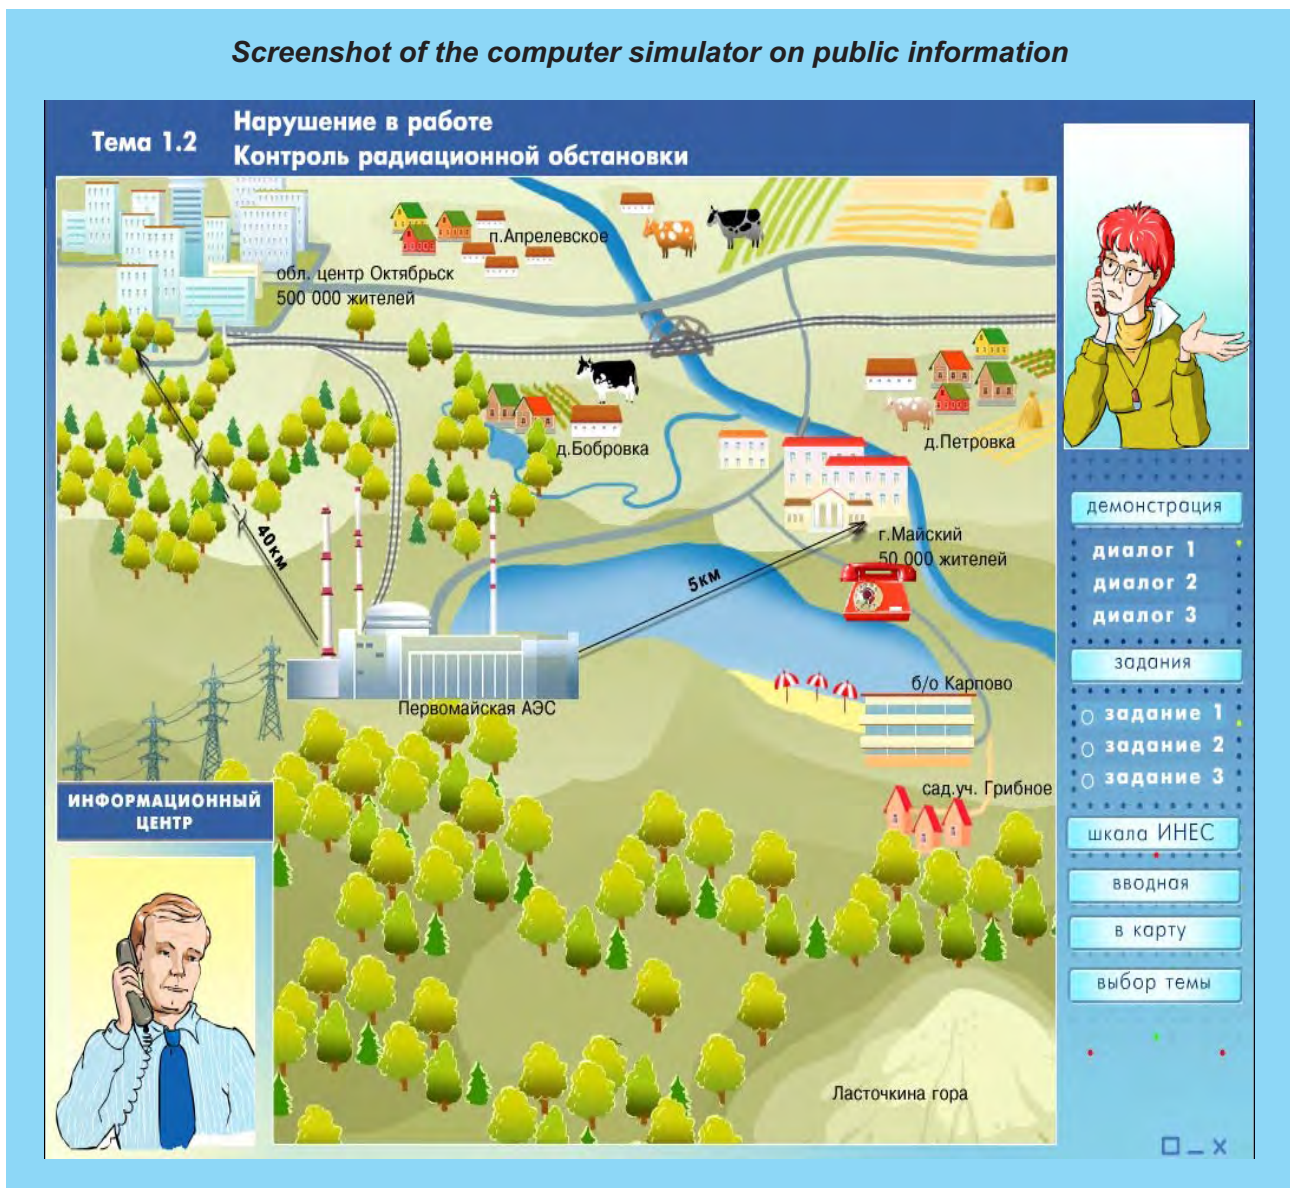 Screenshot of the computer simulator on public information
Тема 1.2
Нарушение в работе
Контроль радиационной обстановки
п.Апрелевское
обл. центр Октябрьск
500 000 жителей
д.Бобровка
д.Петровка
г.Майский
50 000 жителей
40км
5км
Первомайская АЭС
б/о Карпово
сад.уч. Грибное
Ласточкина гора
ИНФОРМАЦИОННЫЙ
ЦЕНТР
демонстрация
диалог 1
диалог 2
диалог 3
задания
задание 1
задание 2
задание 3
шкала ИНЕС
вводная
в карту
выбор темы